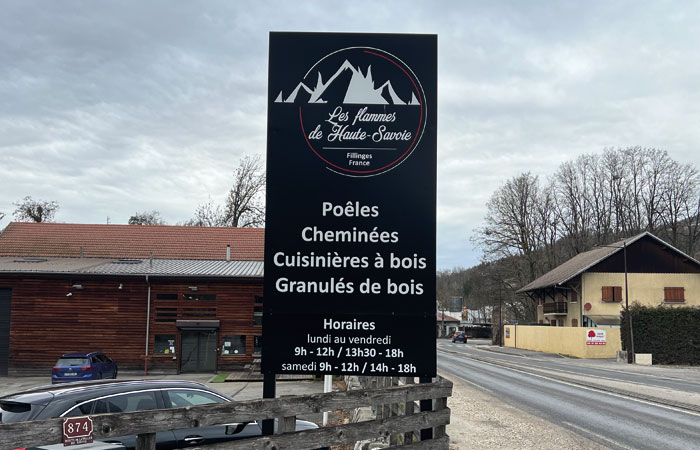 Les flammes
de Haute-Savoie
Fillinges
France
Poêles
Cheminées
Cuisinières à bois
Granulés de bois
Horaires
lundi au vendredi
9h - 12h / 13h30 - 18h
samedi 9h - 12h / 14h - 18h
874